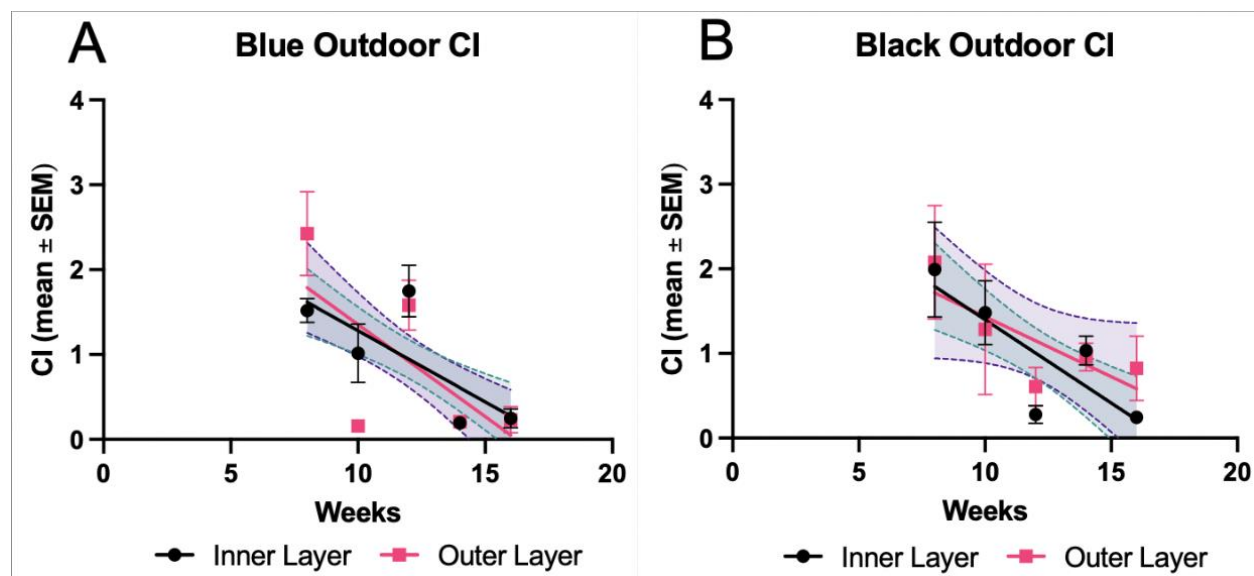 A
Blue Outdoor CI
CI (mean ± SEM)
4
3
2
1
0
0 5 10 15 20
Weeks
Inner Layer Outer Layer
B
Black Outdoor CI
CI (mean ± SEM)
4
3
2
1
0
0 5 10 15 20
Weeks
Inner Layer Outer Layer